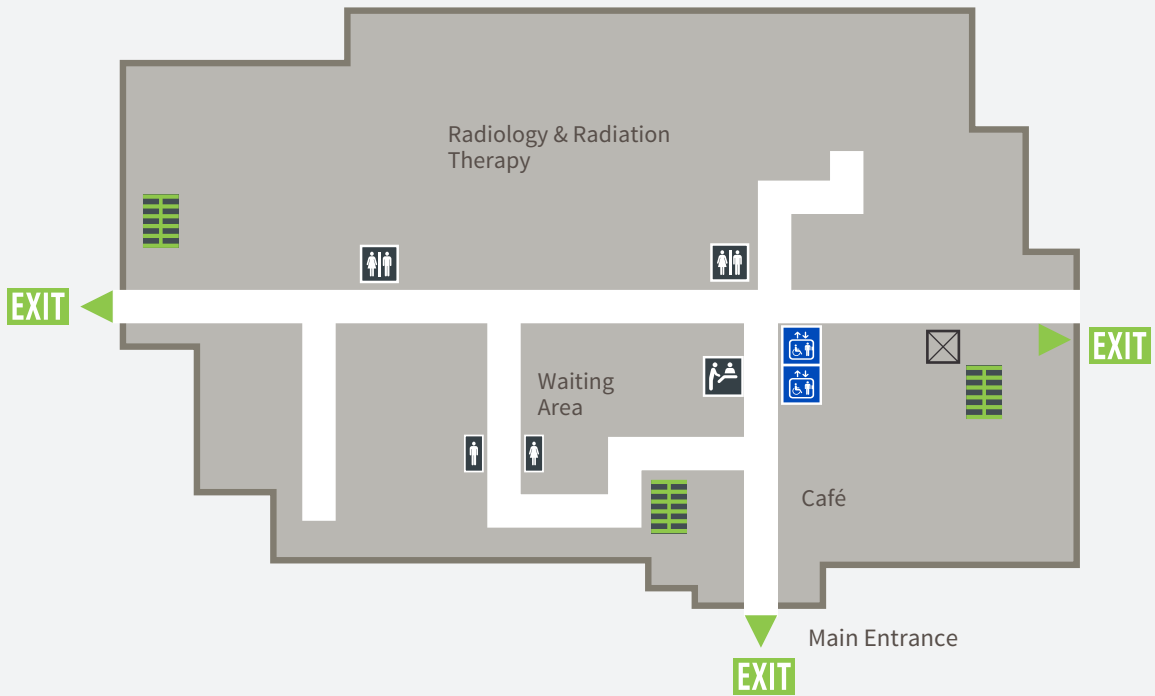 Radiology & Radiation
Therapy
EXIT
EXIT
Waiting
Area
Café
Main Entrance
EXIT